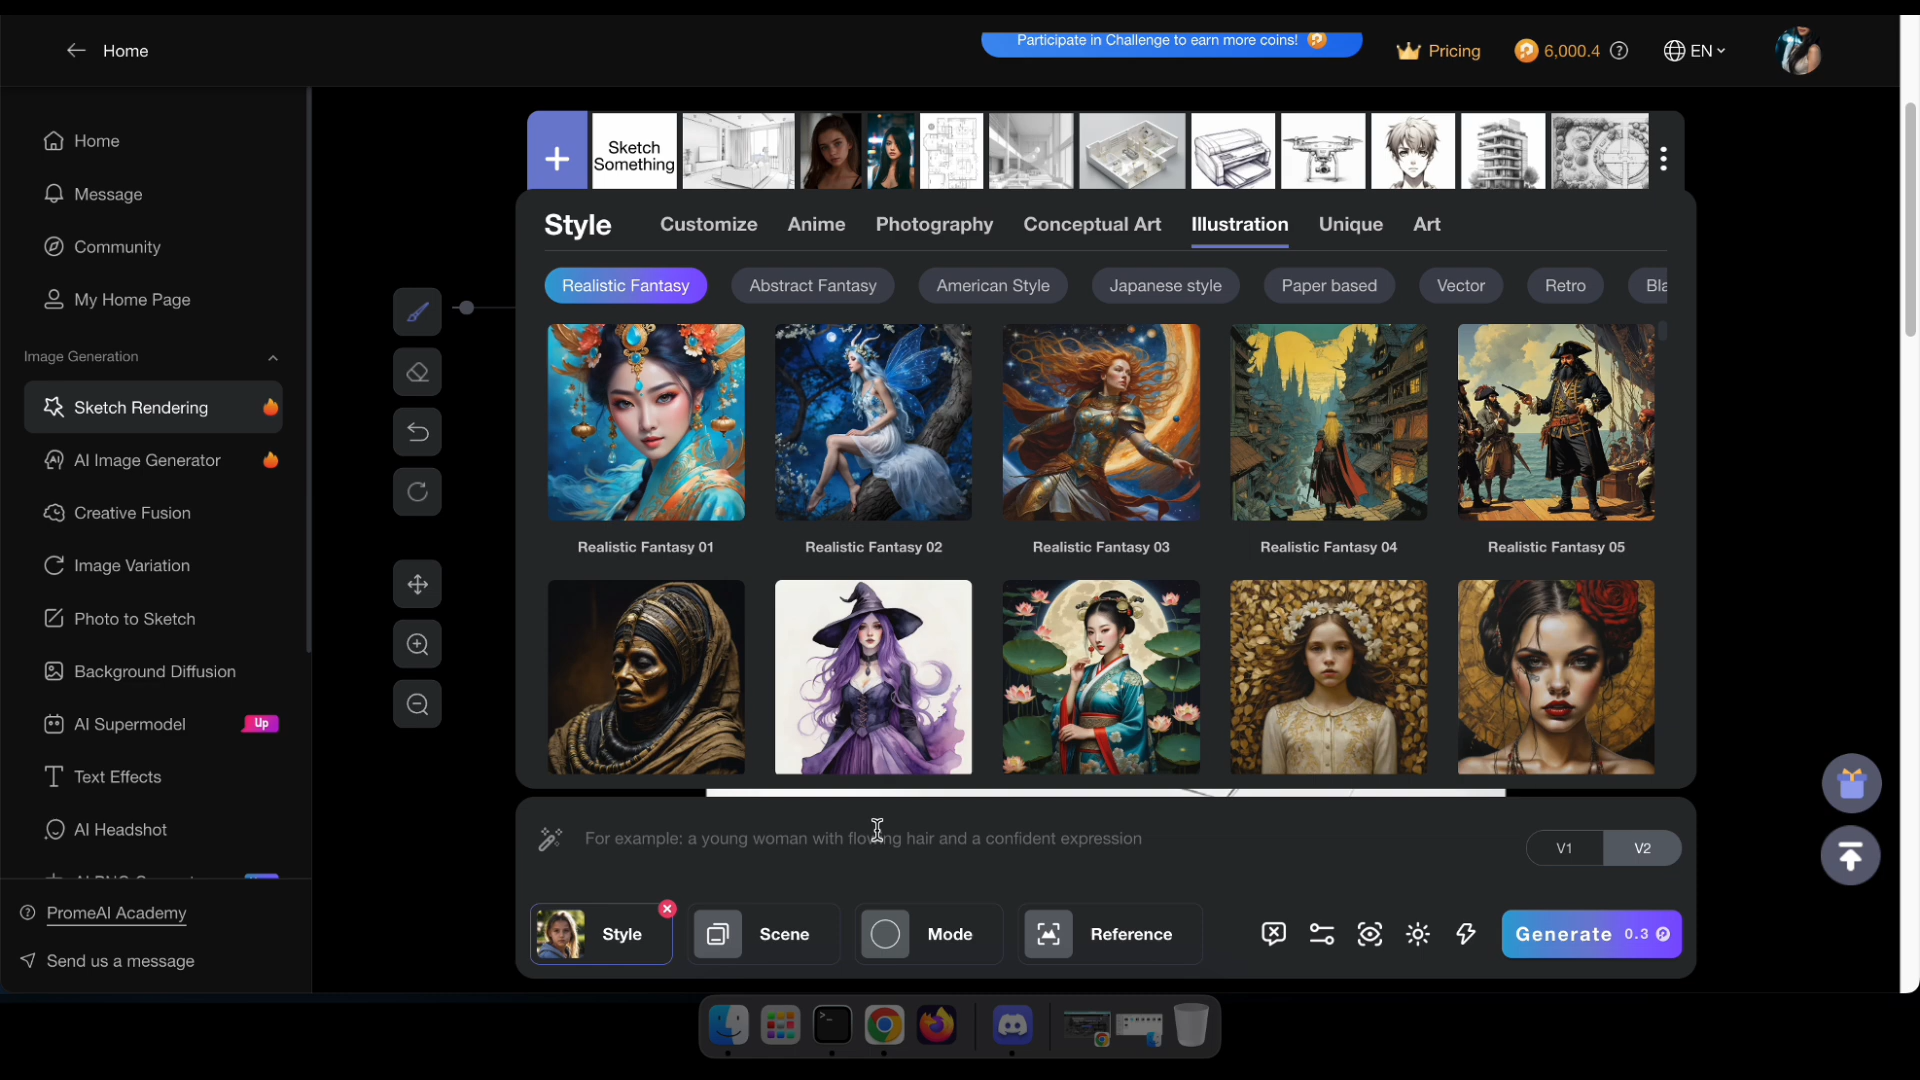 Home
Participate in Challenge to earn more coins!
Pricing
6,000.4
EN
Home
Message
Community
My Home Page
Image Generation
Sketch Rendering
AI Image Generator
Creative Fusion
Image Variation
Photo to Sketch
Background Diffusion
AI Supermodel
Up
Text Effects
AI Headshot
PromeAI Academy
Send us a message
Sketch
Something
Style
Customize
Anime
Photography
Conceptual Art
Illustration
Unique
Art
Realistic Fantasy
Abstract Fantasy
American Style
Japanese style
Paper based
Vector
Retro
Realistic Fantasy 01
Realistic Fantasy 02
Realistic Fantasy 03
Realistic Fantasy 04
Realistic Fantasy 05
For example: a young woman with flowing hair and a confident expression
V1
V2
Style
Scene
Mode
Reference
Generate 0.3